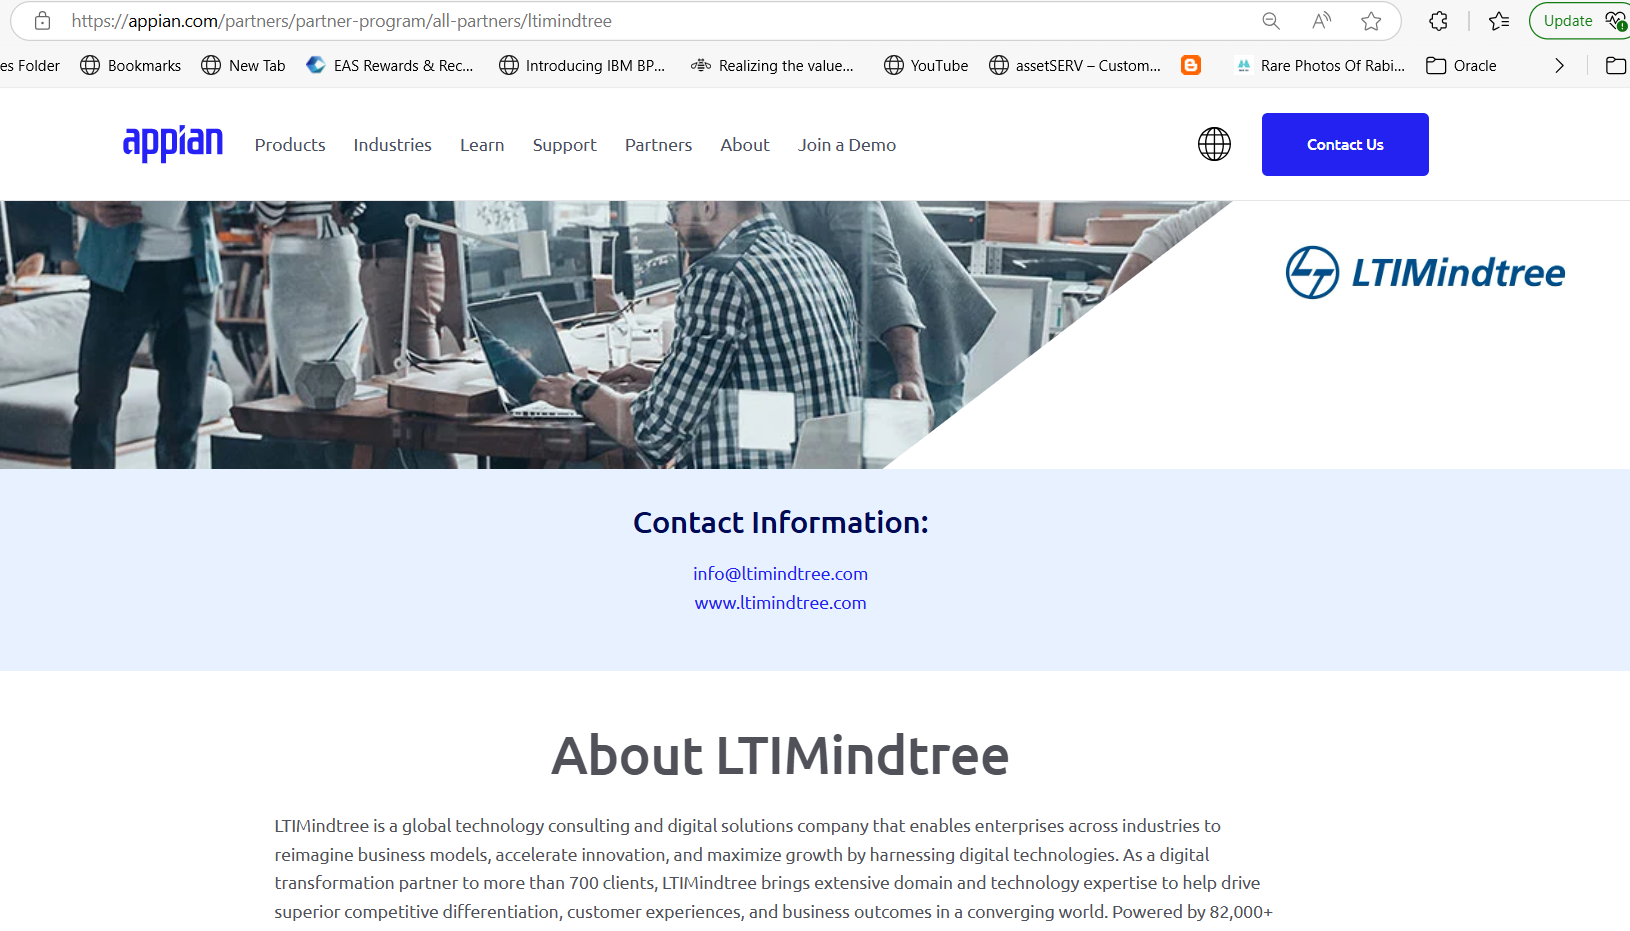 https://appian.com/partners/partner-program/all-partners/ltimindtree
Update
es Folder Bookmarks New Tab EAS Rewards & Rec... Introducing IBM BP... Realizing the value... YouTube assetSERV – Custom... Rare Photos Of Rabi... Oracle
appian Products Industries Learn Support Partners About Join a Demo Contact Us
LTIMindtree
Contact Information:
info@ltimindtree.com
www.ltimindtree.com
About LTIMindtree
LTIMindtree is a global technology consulting and digital solutions company that enables enterprises across industries to
reimagine business models, accelerate innovation, and maximize growth by harnessing digital technologies. As a digital
transformation partner to more than 700 clients, LTIMindtree brings extensive domain and technology expertise to help drive
superior competitive differentiation, customer experiences, and business outcomes in a converging world. Powered by 82,000+